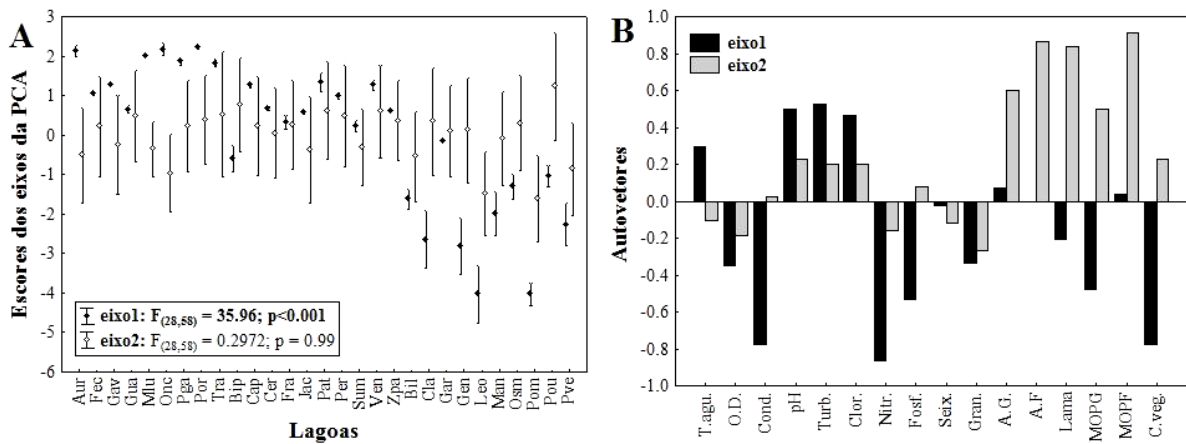 A
Escores dos eixos da PCA
3
2
1
0
-1
-2
-3
-4
-5
-6
eixo1: F(28,58) = 35.96; p<0.001
eixo2: F(28,58) = 0.2972; p = 0.99
Aur Fec Gav Gua Mlu Onc Pga Por Tra Bip Cap Cer Fra Jac Pat Per Sum Ven Zpa Bil Cla Gar Gen Leo Man Osm Pom Pou Pve
Lagoas
B
Autovetores
1.0
0.8
0.6
0.4
0.2
0.0
-0.2
-0.4
-0.6
-0.8
-1.0
eixo1
eixo2
T.agu. O.D. Cond. pH Turb. Clor. Nitr. Fosf. Seix. Gran. A.G. A.F Lama MOPG MOPF C.veg.